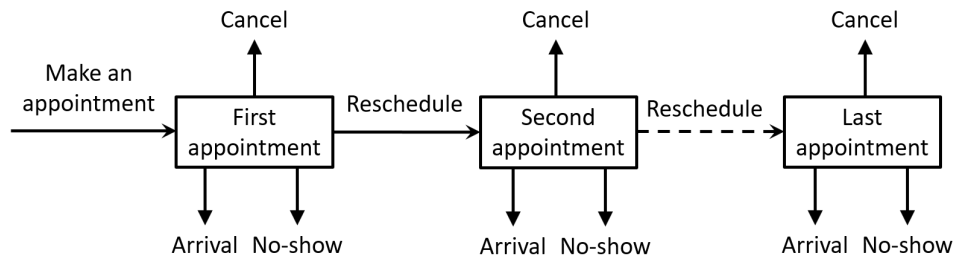 Cancel
Cancel
Cancel
Make an
appointment
First
appointment
Reschedule
Second
appointment
Reschedule
Last
appointment
Arrival
No-show
Arrival
No-show
Arrival
No-show